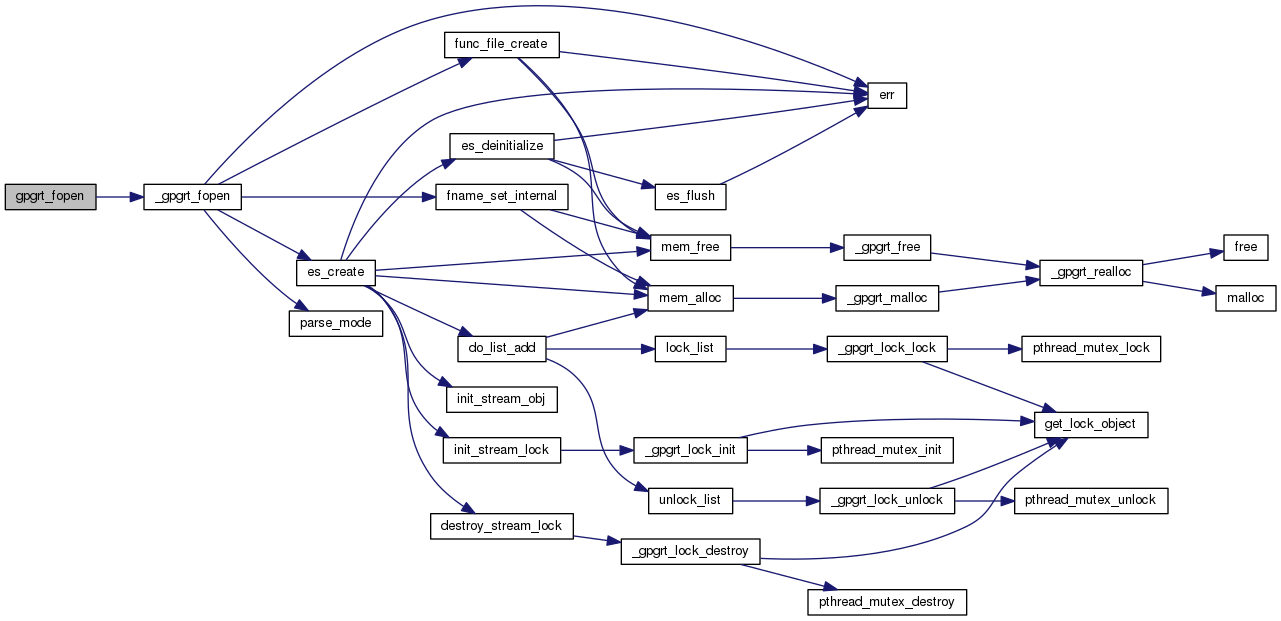 gpgrt_fopen
_gpgrt_fopen
func_file_create
err
es_deinitialize
es_flush
fname_set_internal
mem_free
_gpgrt_free
free
es_create
_gpgrt_realloc
mem_alloc
_gpgrt_malloc
malloc
parse_mode
do_list_add
lock_list
_gpgrt_lock_lock
pthread_mutex_lock
init_stream_obj
get_lock_object
init_stream_lock
_gpgrt_lock_init
pthread_mutex_init
unlock_list
_gpgrt_lock_unlock
pthread_mutex_unlock
destroy_stream_lock
_gpgrt_lock_destroy
pthread_mutex_destroy